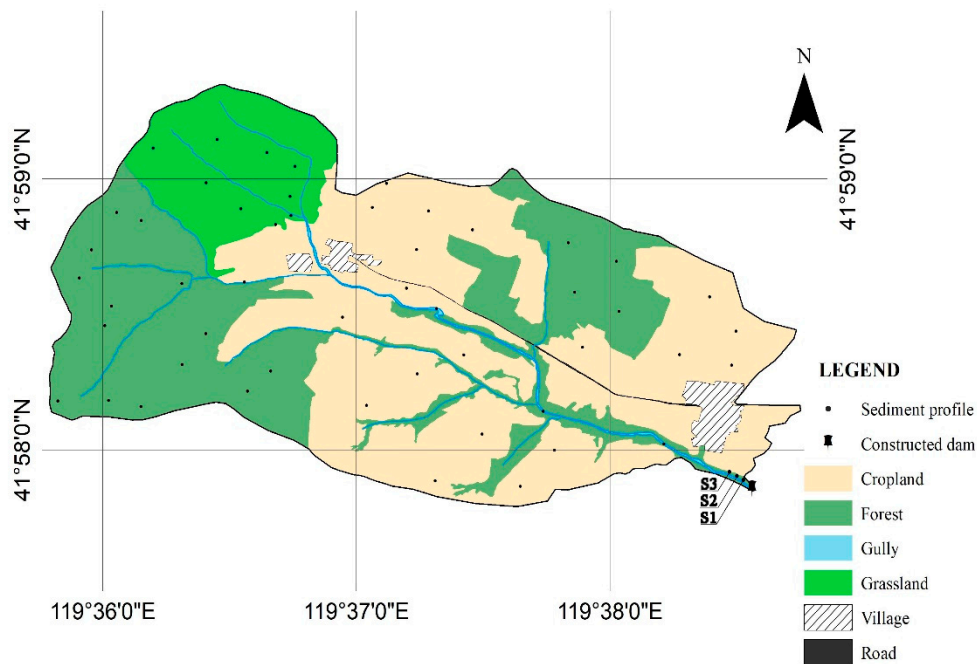 N
41°59'0"N
41°59'0"N
41°58'0"N
41°58'0"N
S3
S2
S1
119°36'0"E
119°37'0"E
119°38'0"E
LEGEND
Sediment profile
Constructed dam
Cropland
Forest
Gully
Grassland
Village
Road